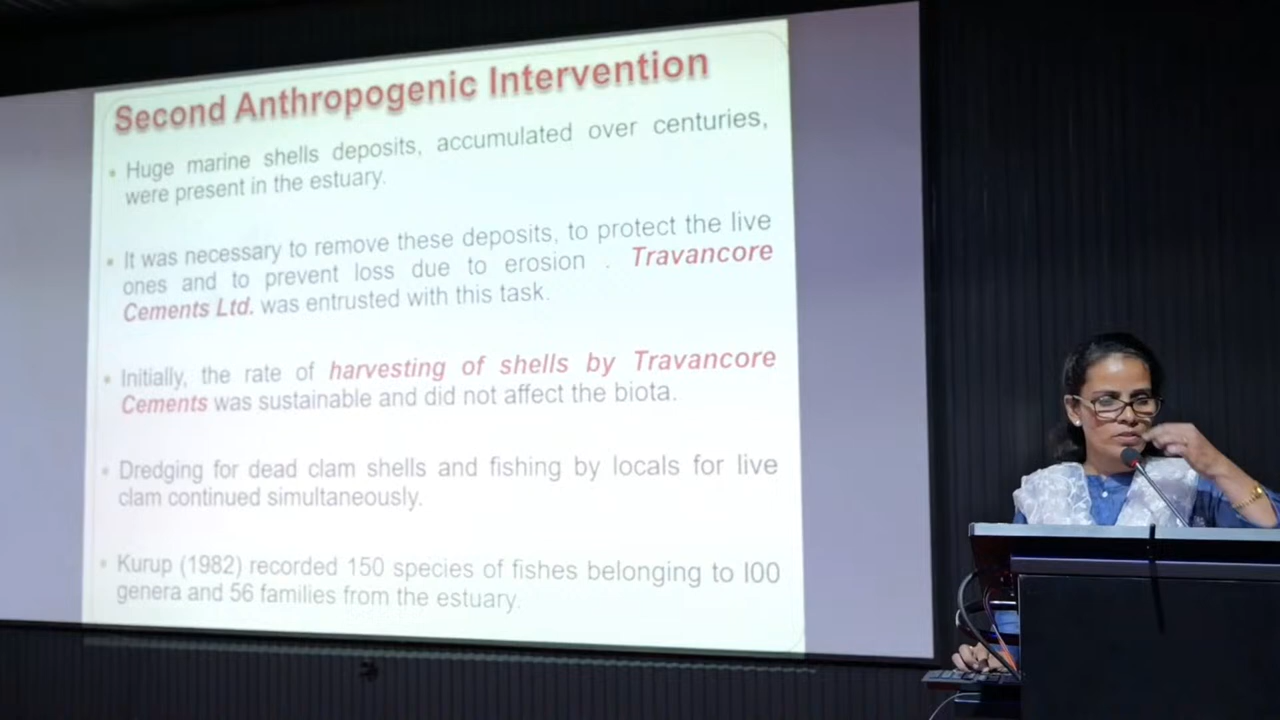 Second Anthropogenic Intervention
• Huge marine shells deposits, accumulated over centuries,
were present in the estuary.
• It was necessary to remove these deposits, to protect the live
ones and to prevent loss due to erosion . Travancore
Cements Ltd. was entrusted with this task.
• Initially, the rate of harvesting of shells by Travancore
Cements was sustainable and did not affect the biota.
• Dredging for dead clam shells and fishing by locals for live
clam continued simultaneously.
• Kurup (1982) recorded 150 species of fishes belonging to I00
genera and 56 families from the estuary.